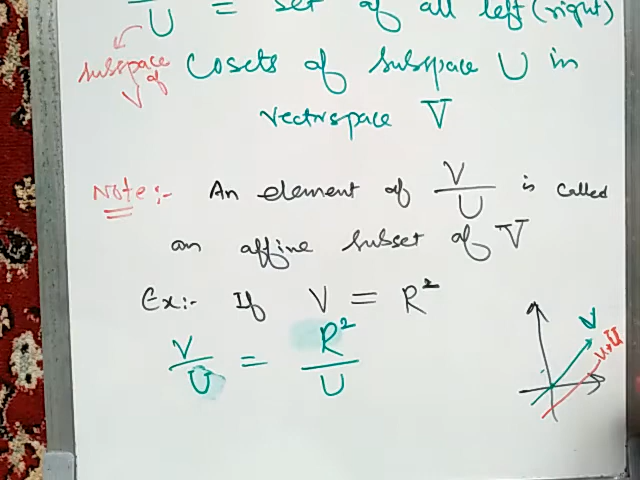 V/U = set of all left (right)
subspace of V
Cosets of subspace U in
vectrspace V
Note:- An element of V/U is called
an affine subset of V
Ex:- If V = R²
V/U = R²/U
U
v+U